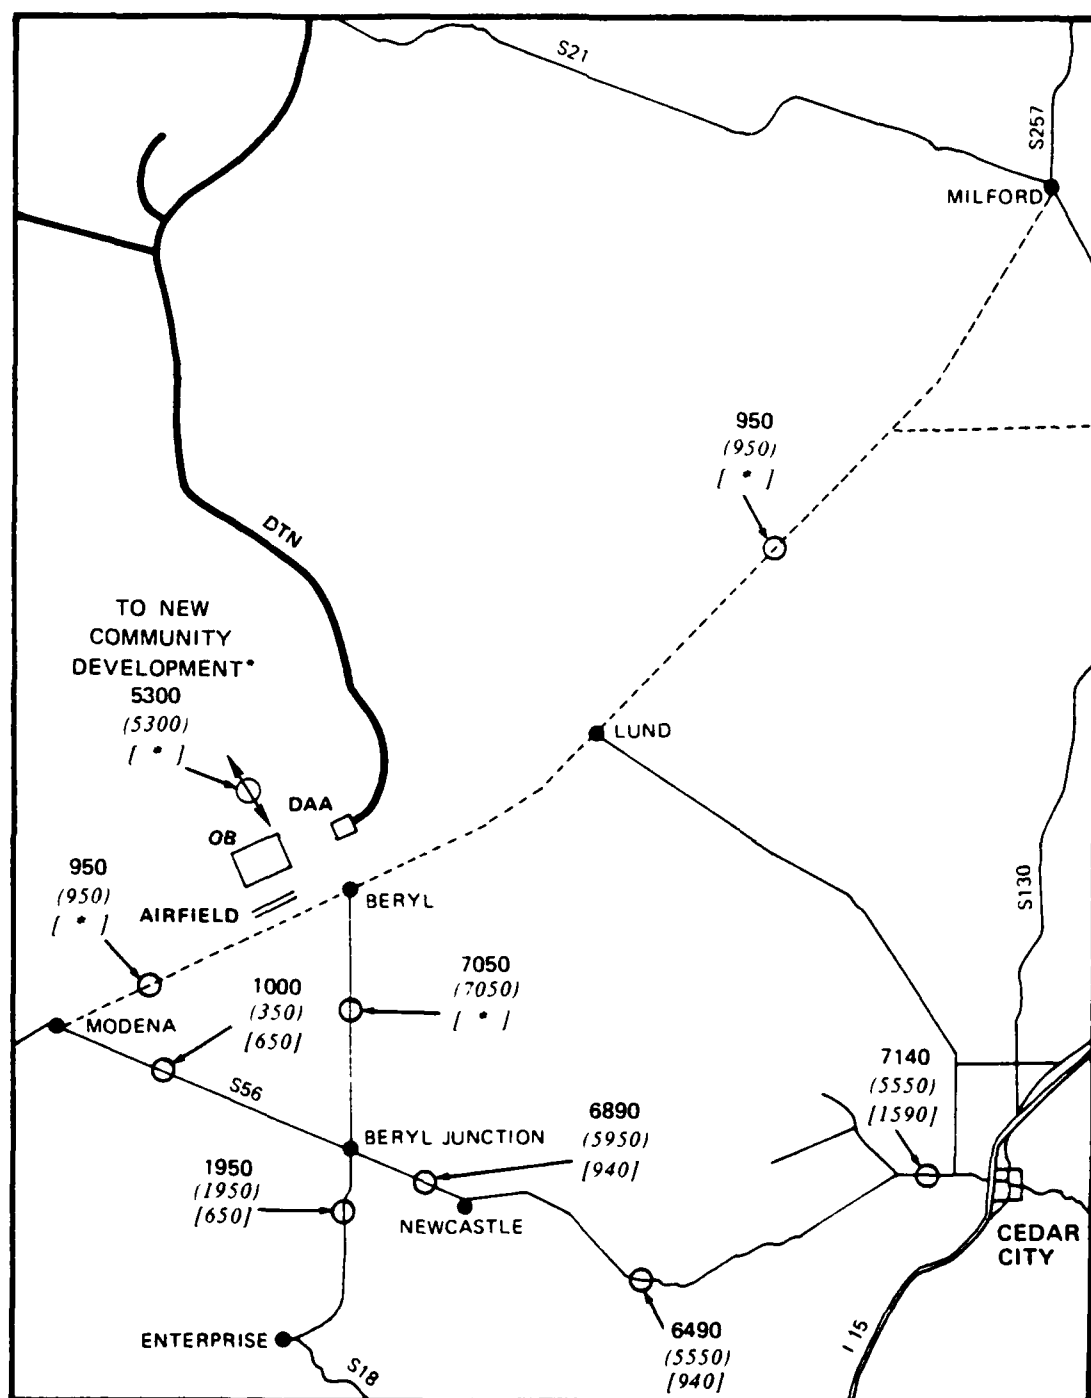 S21
S257
MILFORD
950
(950)
[ * ]
DTN
TO NEW
COMMUNITY
DEVELOPMENT*
5300
(5300)
[ * ]
LUND
DAA
OB
S130
950
(950)
[ * ]
AIRFIELD
BERYL
1000
(350)
[650]
7050
(7050)
[ * ]
MODENA
S56
7140
(5550)
[1590]
6890
(5950)
[940]
BERYL JUNCTION
1950
(1950)
[650]
NEWCASTLE
CEDAR
CITY
6490
(5550)
[940]
ENTERPRISE
S18
I 15